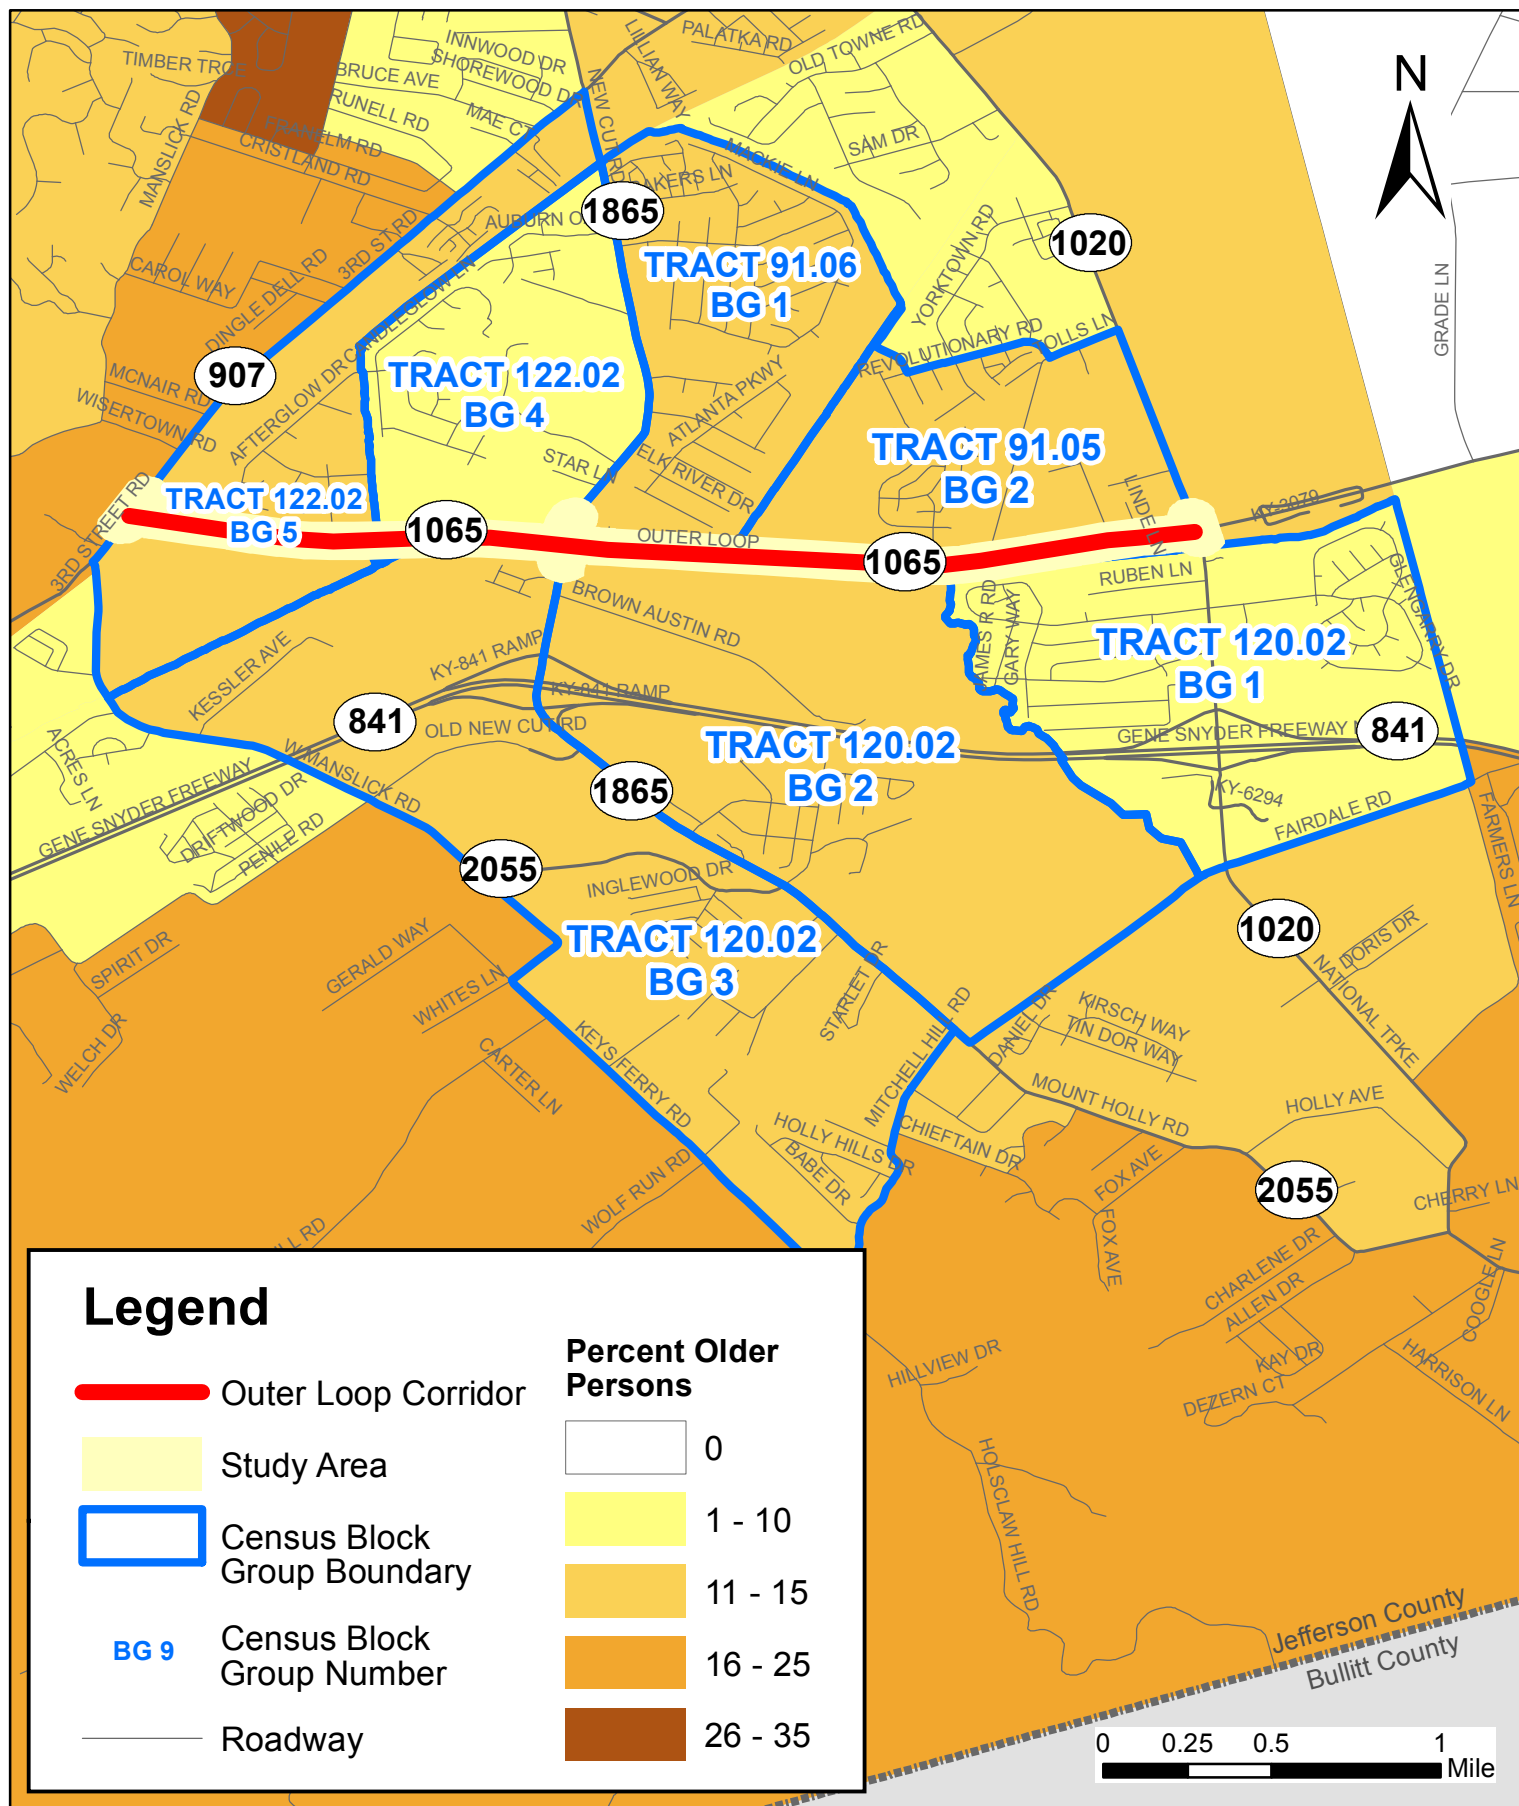 TIMBER TRCE
INNWOOD DR
SHOREWOOD DR
BRUCE AVE
RUNELL RD
MAE CT
CRISTLAND RD
MANSLICK RD
NEW CUT RD
LILLIAN WAY
PALATKA RD
OLD TOWNE RD
SAM DR
MACKIE LN
YORKTOWN RD
GRADE LN
N
1865
1020
TRACT 91.06
BG 1
3RD ST RD
CAROL WAY
DINGLE DELL RD
CANDLEGLOW LN
AFTERGLOW DR
907
MCNAIR RD
WISERTOWN RD
TRACT 122.02
BG 4
ATLANTA PKWY
ELK RIVER DR
STAR LN
REVOLUTIONARY RD
TRACT 91.05
BG 2
LINDE LN
KY-3079
3RD STREET RD
TRACT 122.02
BG 5
1065
OUTER LOOP
1065
RUBEN LN
GLENGARRY DR
BROWN AUSTIN RD
GARY WAY
TRACT 120.02
BG 1
KESSLER AVE
KY-841 RAMP
KY-841 RAMP
841
OLD NEW CUT RD
TRACT 120.02
BG 2
GENE SNYDER FREEWAY
841
ACRES LN
W MANSLICK RD
GENE SNYDER FREEWAY
DRIFTWOOD DR
PENILE RD
1865
KY-6294
FAIRDALE RD
FARMERS LN
2055
INGLEWOOD DR
TRACT 120.02
BG 3
1020
DORIS DR
NATIONAL TPKE
SPIRIT DR
WELCH DR
GERALD WAY
WHITES LN
CARTER LN
KEYS FERRY RD
STARLET DR
MITCHELL HILL RD
DANIEL DR
KIRSCH WAY
TIN DOR WAY
MOUNT HOLLY RD
HOLLY AVE
HOLLY HILLS DR
BABE DR
CHIEFTAIN DR
FOX AVE
FOX AVE
2055
CHERRY LN
WOLF RUN RD
CHARLENE DR
ALLEN DR
KAY DR
DEZERN CT
COOGLE LN
HARRISON LN
HILLVIEW DR
HOLSCLAW HILL RD
Jefferson County
Bullitt County
Legend
Outer Loop Corridor
Study Area
Census Block
Group Boundary
BG 9
Census Block
Group Number
Roadway
Percent Older
Persons
0
1 - 10
11 - 15
16 - 25
26 - 35
0 0.25 0.5 1
Mile